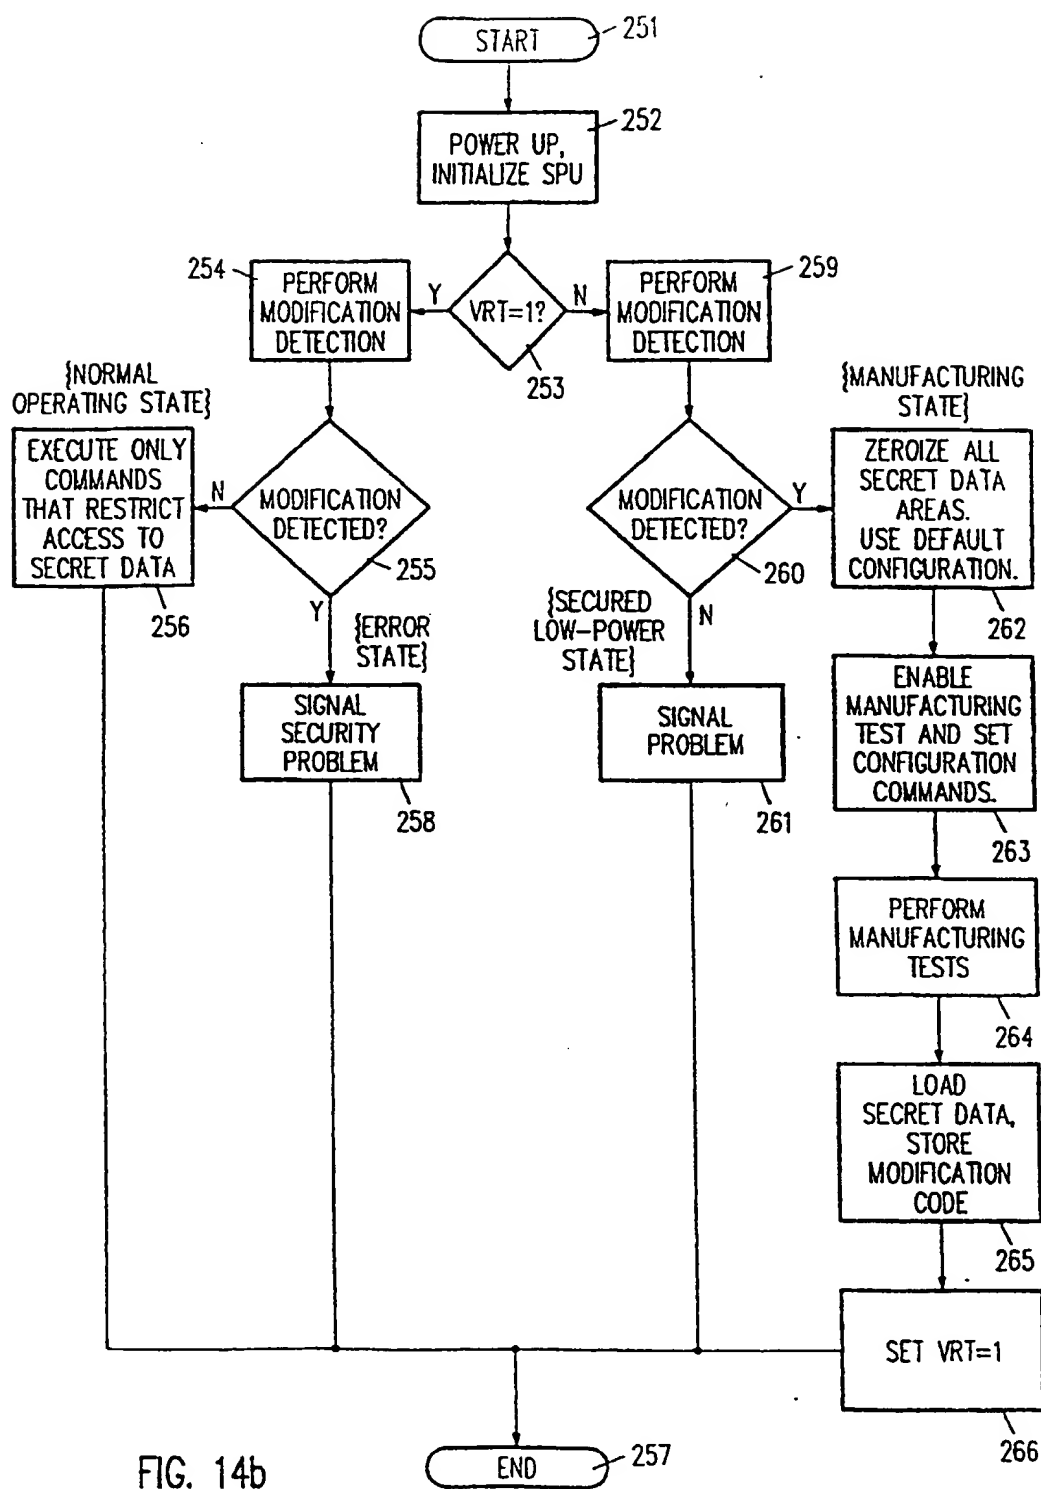 START
251
POWER UP,
INITIALIZE SPU
252
254
PERFORM
MODIFICATION
DETECTION
Y
VRT=1?
N
253
PERFORM
MODIFICATION
DETECTION
259
{NORMAL
OPERATING STATE}
EXECUTE ONLY
COMMANDS
THAT RESTRICT
ACCESS TO
SECRET DATA
256
N
MODIFICATION
DETECTED?
255
Y
{ERROR
STATE}
SIGNAL
SECURITY
PROBLEM
258
MODIFICATION
DETECTED?
260
Y
N
{SECURED
LOW-POWER
STATE}
SIGNAL
PROBLEM
261
{MANUFACTURING
STATE}
ZEROIZE ALL
SECRET DATA
AREAS.
USE DEFAULT
CONFIGURATION.
262
ENABLE
MANUFACTURING
TEST AND SET
CONFIGURATION
COMMANDS.
263
PERFORM
MANUFACTURING
TESTS
264
LOAD
SECRET DATA,
STORE
MODIFICATION
CODE
265
SET VRT=1
266
END
257
FIG. 14b